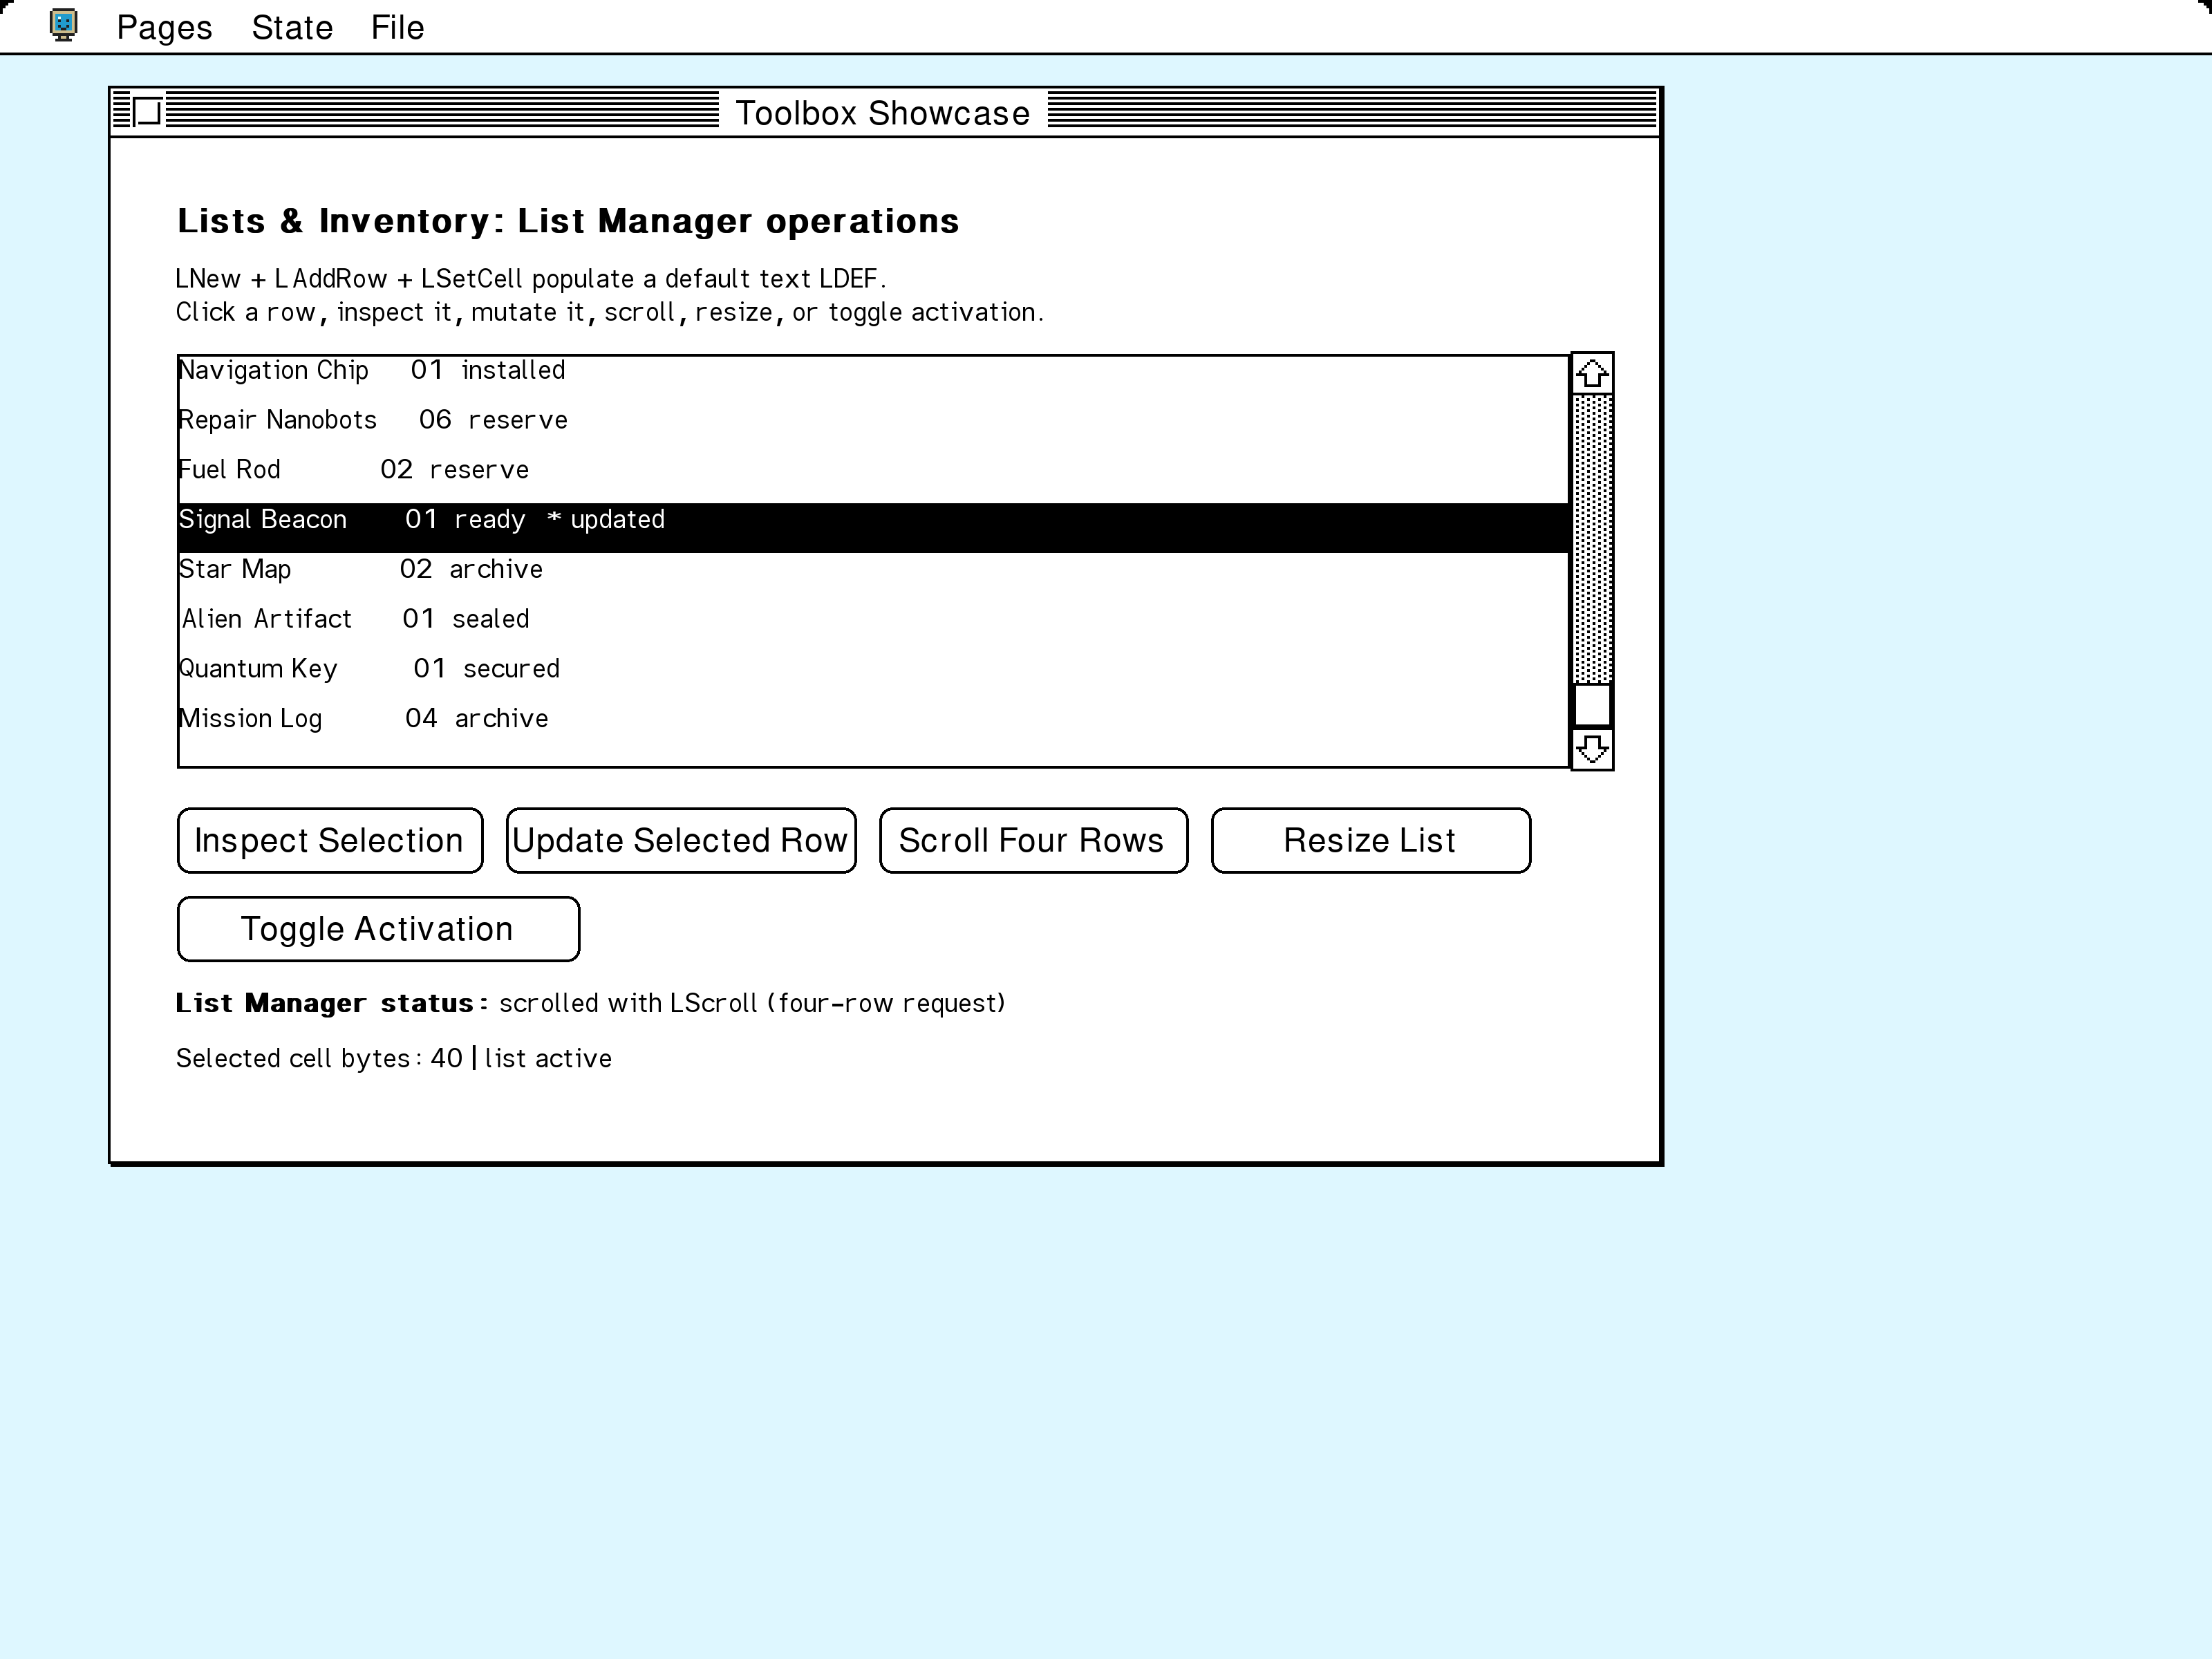 Pages State File
Toolbox Showcase
Lists & Inventory: List Manager operations
LNew + LAddRow + LSetCell populate a default text LDEF.
Click a row, inspect it, mutate it, scroll, resize, or toggle activation.
Navigation Chip 01 installed
Repair Nanobots 06 reserve
Fuel Rod 02 reserve
Signal Beacon 01 ready * updated
Star Map 02 archive
Alien Artifact 01 sealed
Quantum Key 01 secured
Mission Log 04 archive
Inspect Selection Update Selected Row Scroll Four Rows Resize List
Toggle Activation
List Manager status: scrolled with LScroll (four-row request)
Selected cell bytes: 40 | list active